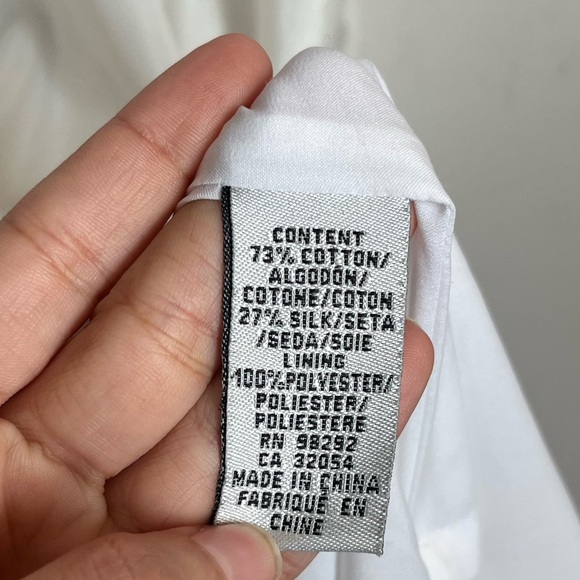 CONTENT
73% COTTON/
ALGODÓN/
COTONE/COTON
27% SILK/SETA
/SEDA/SOIE
LINING
100%POLYESTER/
POLIESTER/
POLIESTERE
RN 98292
CA 32054
MADE IN CHINA
FABRIQUÉ EN
CHINE